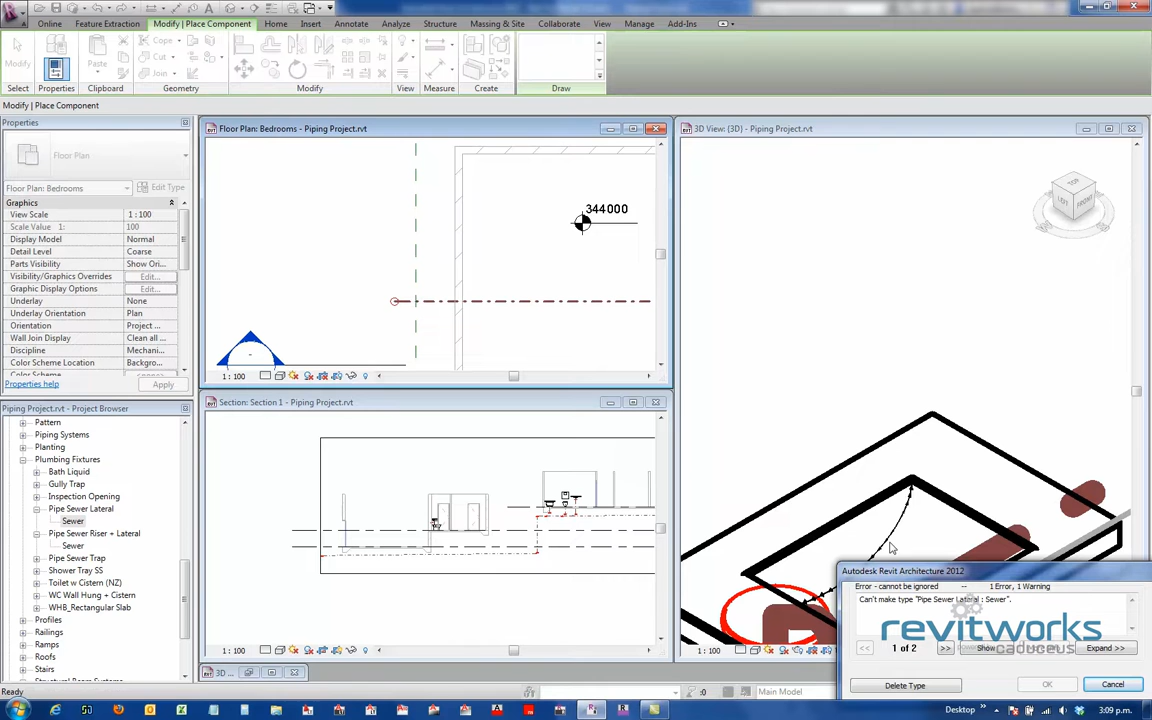 Online Feature Extraction Modify | Place Component Home Insert Annotate Analyze Structure Massing & Site Collaborate View Manage Add-Ins
Modify
Paste
Cope
Cut
Join
Select Properties Clipboard Geometry Modify View Measure Create Draw
Modify | Place Component
Properties
Floor Plan
Floor Plan: Bedrooms
Edit Type
Graphics
View Scale 1 : 100
Scale Value 1: 100
Display Model Normal
Detail Level Coarse
Parts Visibility Show Ori...
Visibility/Graphics Overrides Edit...
Graphic Display Options Edit...
Underlay None
Underlay Orientation Plan
Orientation Project ...
Wall Join Display Clean all ...
Discipline Mechani...
Color Scheme Location Backgro...
Properties help
Apply
Piping Project.rvt - Project Browser
Pattern
Piping Systems
Planting
Plumbing Fixtures
Bath Liquid
Gully Trap
Inspection Opening
Pipe Sewer Lateral
Sewer
Pipe Sewer Riser + Lateral
Sewer
Pipe Sewer Trap
Shower Tray SS
Toilet w Cistern (NZ)
WC Wall Hung + Cistern
WHB_Rectangular Slab
Profiles
Railings
Ramps
Roofs
Stairs
Floor Plan: Bedrooms - Piping Project.rvt
344000
1 : 100
Section: Section 1 - Piping Project.rvt
1 : 100
3D ...
3D View: {3D} - Piping Project.rvt
TOP
LEFT
FRONT
1 : 100
Autodesk Revit Architecture 2012
Error - cannot be ignored -- 1 Error, 1 Warning
Can't make type "Pipe Sewer Lateral : Sewer".
revitworks
caduceus
<< 1 of 2 >> Show Expand >>
Delete Type OK Cancel
Ready
:0
Main Model
Desktop
3:09 p.m.